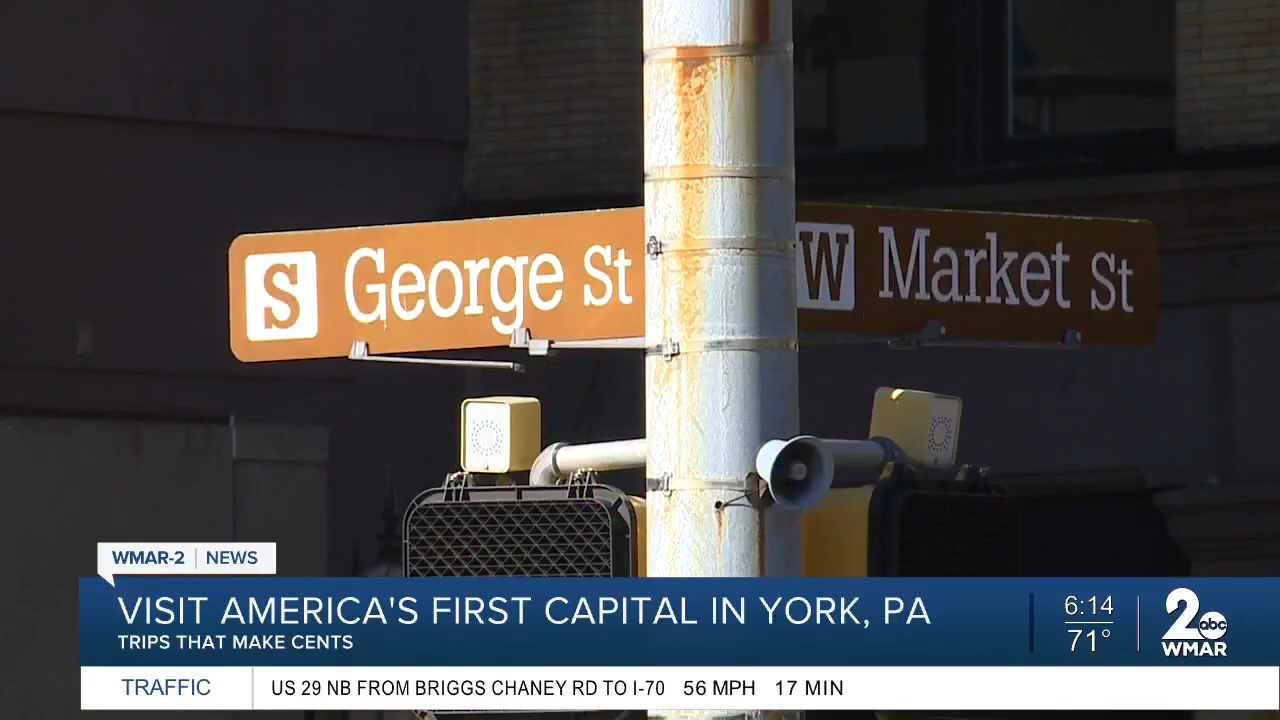 S George St
W Market St
WMAR-2 NEWS
VISIT AMERICA'S FIRST CAPITAL IN YORK, PA
TRIPS THAT MAKE CENTS
6:14
71°
2 abc
WMAR
TRAFFIC US 29 NB FROM BRIGGS CHANEY RD TO I-70 56 MPH 17 MIN